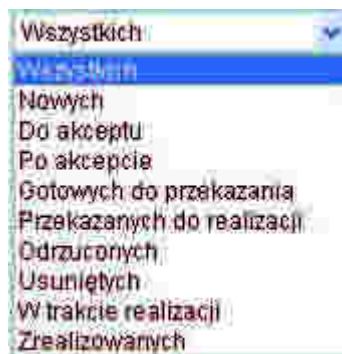 Wszystkich
Wszystkich
Nowych
Do akceptu
Po akcepcie
Gotowych do przekazania
Przekazanych do realizacji
Odrzuconych
Usuniętych
W trakcie realizacji
Zrealizowanych